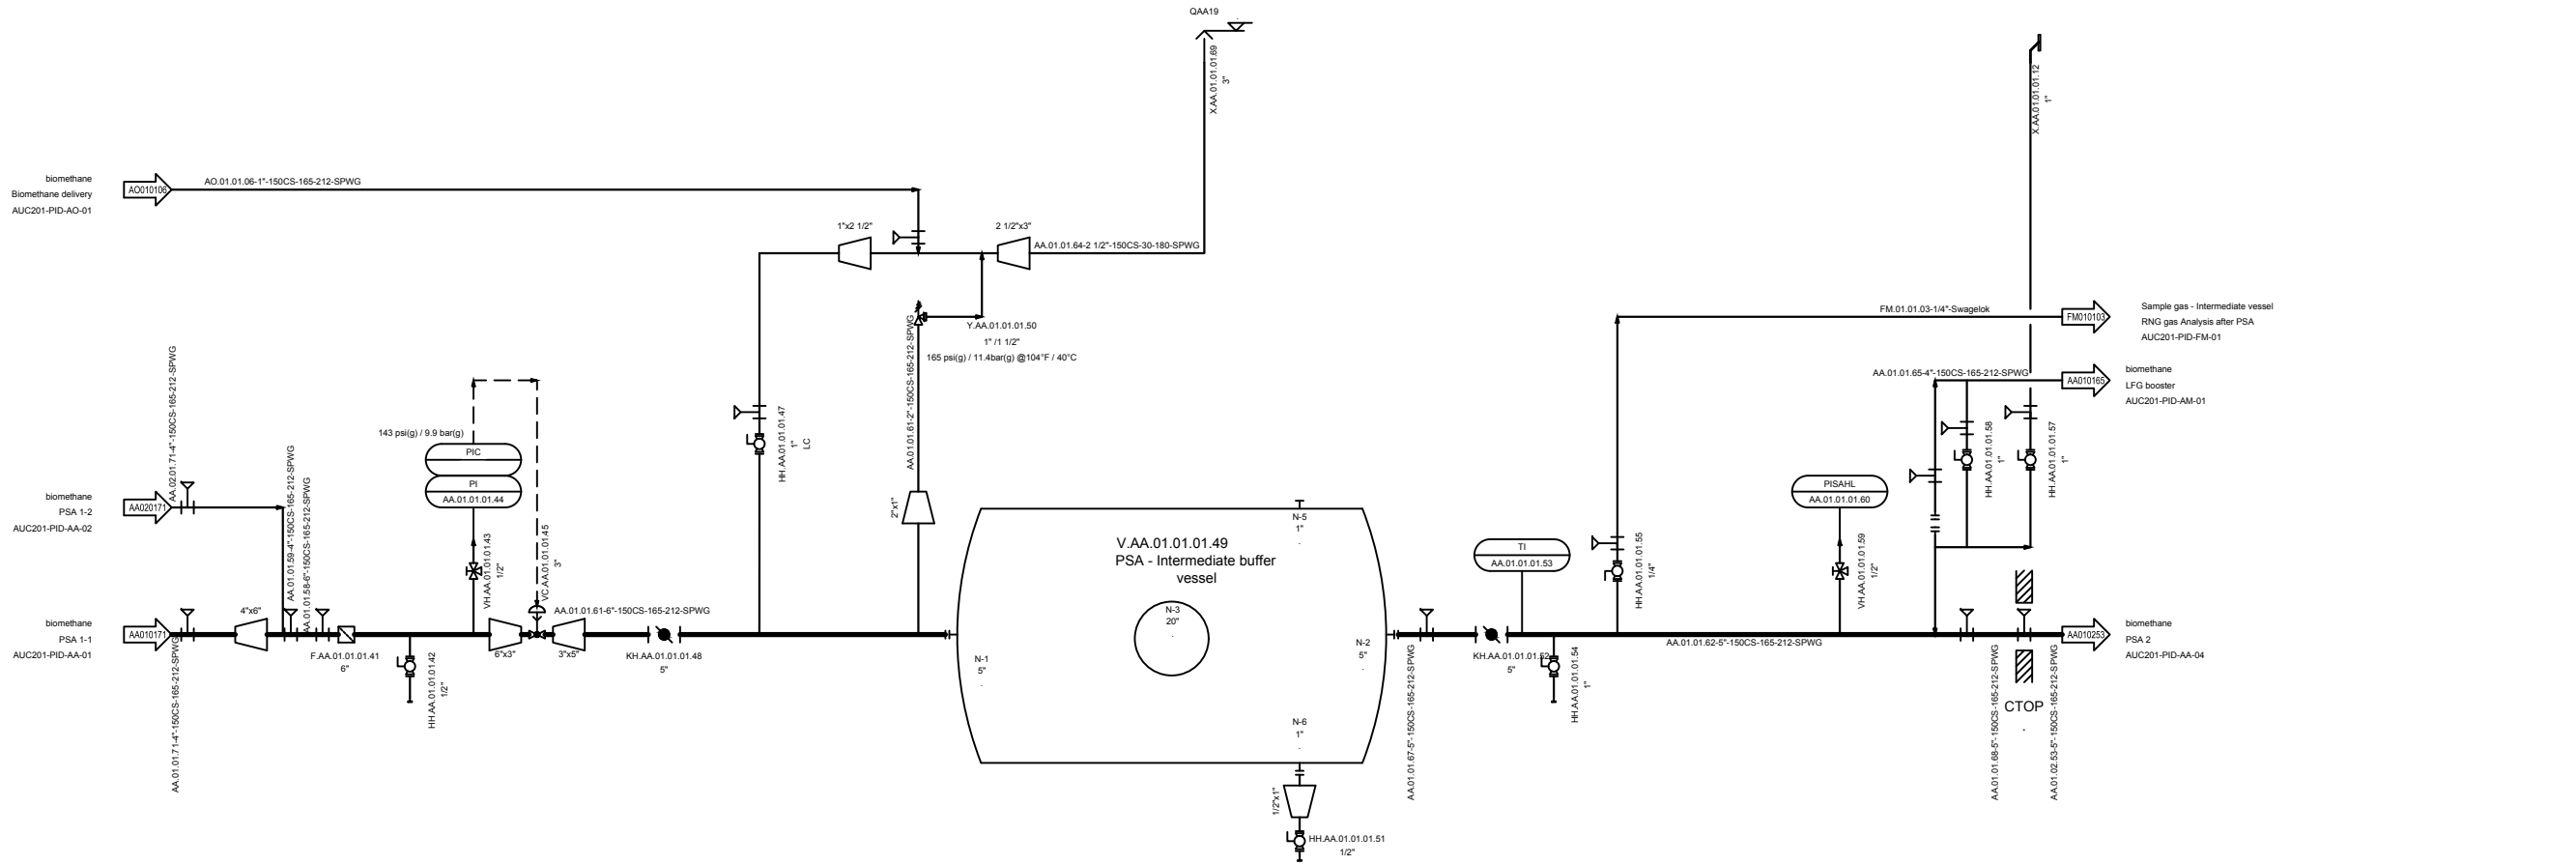 QAA19
X.AA.01.01.01.69
3"
X.AA.01.01.01.12
1"
biomethane
Biomethane delivery
AUC201-PID-AO-01
AO010106
AO.01.01.06-1"-150CS-165-212-SPWG
1"x2 1/2"
2 1/2"x3"
AA.01.01.64-2 1/2"-150CS-30-180-SPWG
Y.AA.01.01.01.50
1" /1 1/2"
165 psi(g) / 11.4bar(g) @104°F / 40°C
AA.01.01.61-2"-150CS-165-212-SPWG
2"x1"
HH.AA.01.01.01.47
1"
LC
FM.01.01.03-1/4"-Swagelok
FM010103
Sample gas - Intermediate vessel
RNG gas Analysis after PSA
AUC201-PID-FM-01
AA.01.01.65-4"-150CS-165-212-SPWG
AA010165
biomethane
LFG booster
AUC201-PID-AM-01
HH.AA.01.01.01.58
1"
HH.AA.01.01.01.57
1"
143 psi(g) / 9.9 bar(g)
PIC
PI
AA.01.01.01.44
VH.AA.01.01.01.43
1/2"
VC.AA.01.01.01.45
3"
biomethane
PSA 1-2
AUC201-PID-AA-02
AA020171
AA.02.01.71-4"-150CS-165-212-SPWG
AA.01.01.59-4"-150CS-165-212-SPWG
AA.01.01.58-6"-150CS-165-212-SPWG
biomethane
PSA 1-1
AUC201-PID-AA-01
AA010171
AA.01.01.71-4"-150CS-165-212-SPWG
4"x6"
F.AA.01.01.01.41
6"
HH.AA.01.01.01.42
1/2"
6"x3"
3"x5"
AA.01.01.61-6"-150CS-165-212-SPWG
KH.AA.01.01.01.48
5"
V.AA.01.01.01.49
PSA - Intermediate buffer
vessel
N-5
1"
N-3
20"
N-1
5"
N-2
5"
N-6
1"
1/2"x1"
HH.AA.01.01.01.51
1/2"
AA.01.01.67-5"-150CS-165-212-SPWG
KH.AA.01.01.01.52
5"
TI
AA.01.01.01.53
HH.AA.01.01.01.54
1"
HH.AA.01.01.01.55
1/4"
AA.01.01.62-5"-150CS-165-212-SPWG
PISAHL
AA.01.01.01.60
VH.AA.01.01.01.59
1/2"
AA.01.01.68-5"-150CS-165-212-SPWG
CTOP
AA.01.02.53-5"-150CS-165-212-SPWG
AA010253
biomethane
PSA 2
AUC201-PID-AA-04